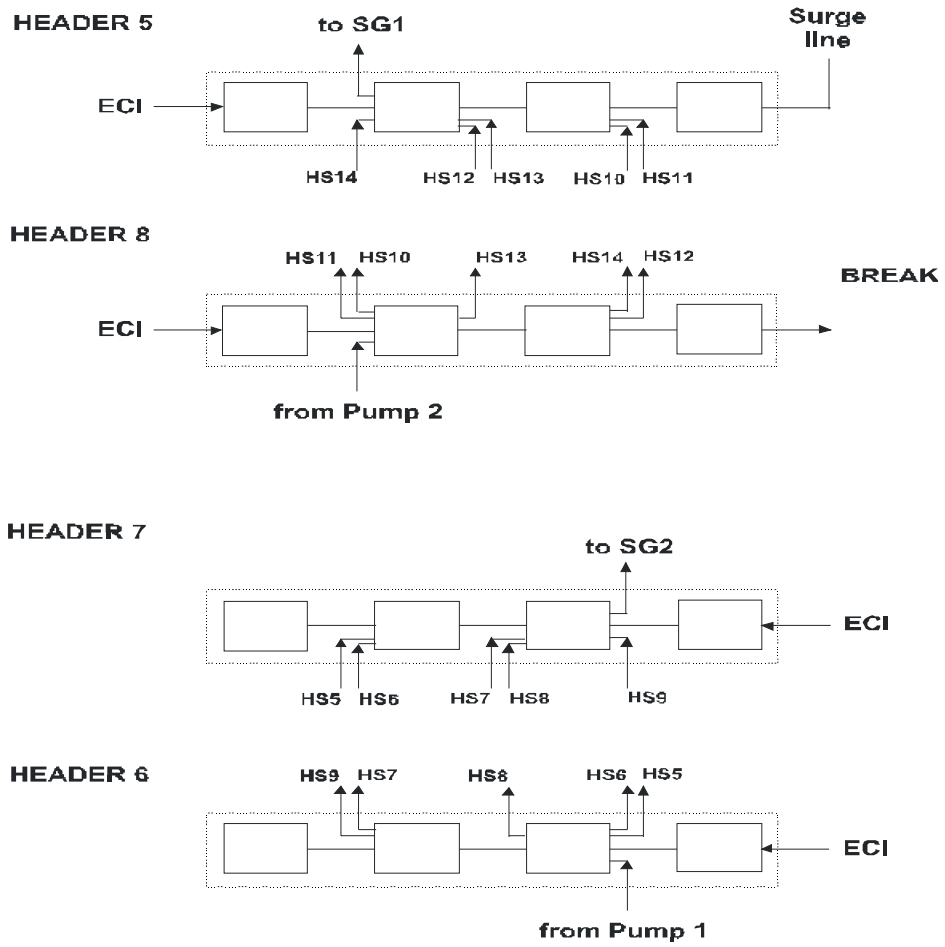 HEADER 5
to SG1
Surge
line
ECI
HS14
HS12
HS13
HS10
HS11
HEADER 8
HS11
HS10
HS13
HS14
HS12
BREAK
ECI
from Pump 2
HEADER 7
to SG2
ECI
HS5
HS6
HS7
HS8
HS9
HEADER 6
HS9
HS7
HS8
HS6
HS5
ECI
from Pump 1